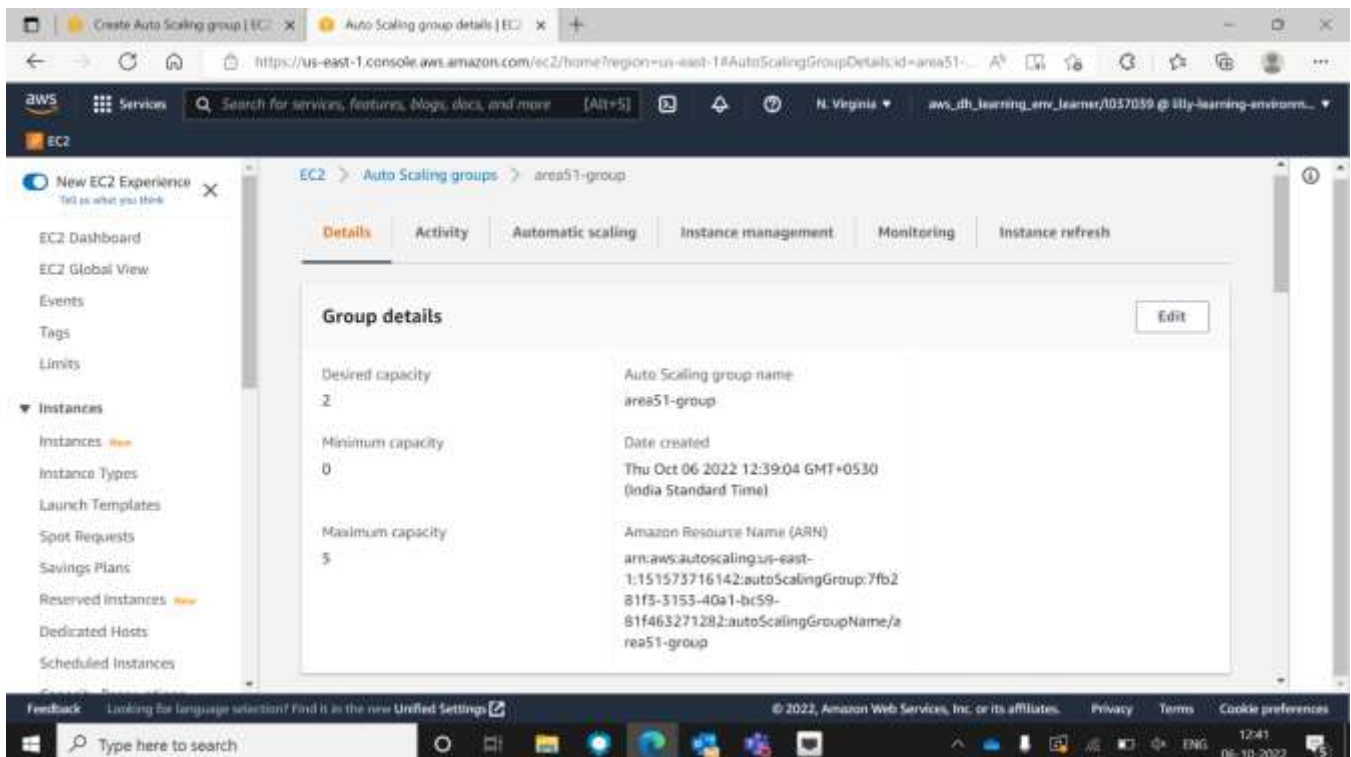 Create Auto Scaling group | EC2
Auto Scaling group details | EC2
https://us-east-1.console.aws.amazon.com/ec2/home?region=us-east-1#AutoScalingGroupDetails:id=area51-...
aws
Services
Search for services, features, blogs, docs, and more
[Alt+S]
N. Virginia
aws_dh_learning_env_learner/l037039 @ lilly-learning-environm...
EC2
New EC2 Experience
Tell us what you think
EC2 Dashboard
EC2 Global View
Events
Tags
Limits
Instances
Instances New
Instance Types
Launch Templates
Spot Requests
Savings Plans
Reserved Instances New
Dedicated Hosts
Scheduled Instances
EC2 > Auto Scaling groups > area51-group
Details
Activity
Automatic scaling
Instance management
Monitoring
Instance refresh
Group details
Edit
Desired capacity
2
Minimum capacity
0
Maximum capacity
5
Auto Scaling group name
area51-group
Date created
Thu Oct 06 2022 12:39:04 GMT+0530
(India Standard Time)
Amazon Resource Name (ARN)
arn:aws:autoscaling:us-east-
1:151573716142:autoScalingGroup:7fb2
81f3-3153-40a1-bc59-
81f463271282:autoScalingGroupName/a
rea51-group
Feedback
Looking for language selection? Find it in the new Unified Settings
© 2022, Amazon Web Services, Inc. or its affiliates.
Privacy
Terms
Cookie preferences
Type here to search
ENG
12:41
06-10-2022